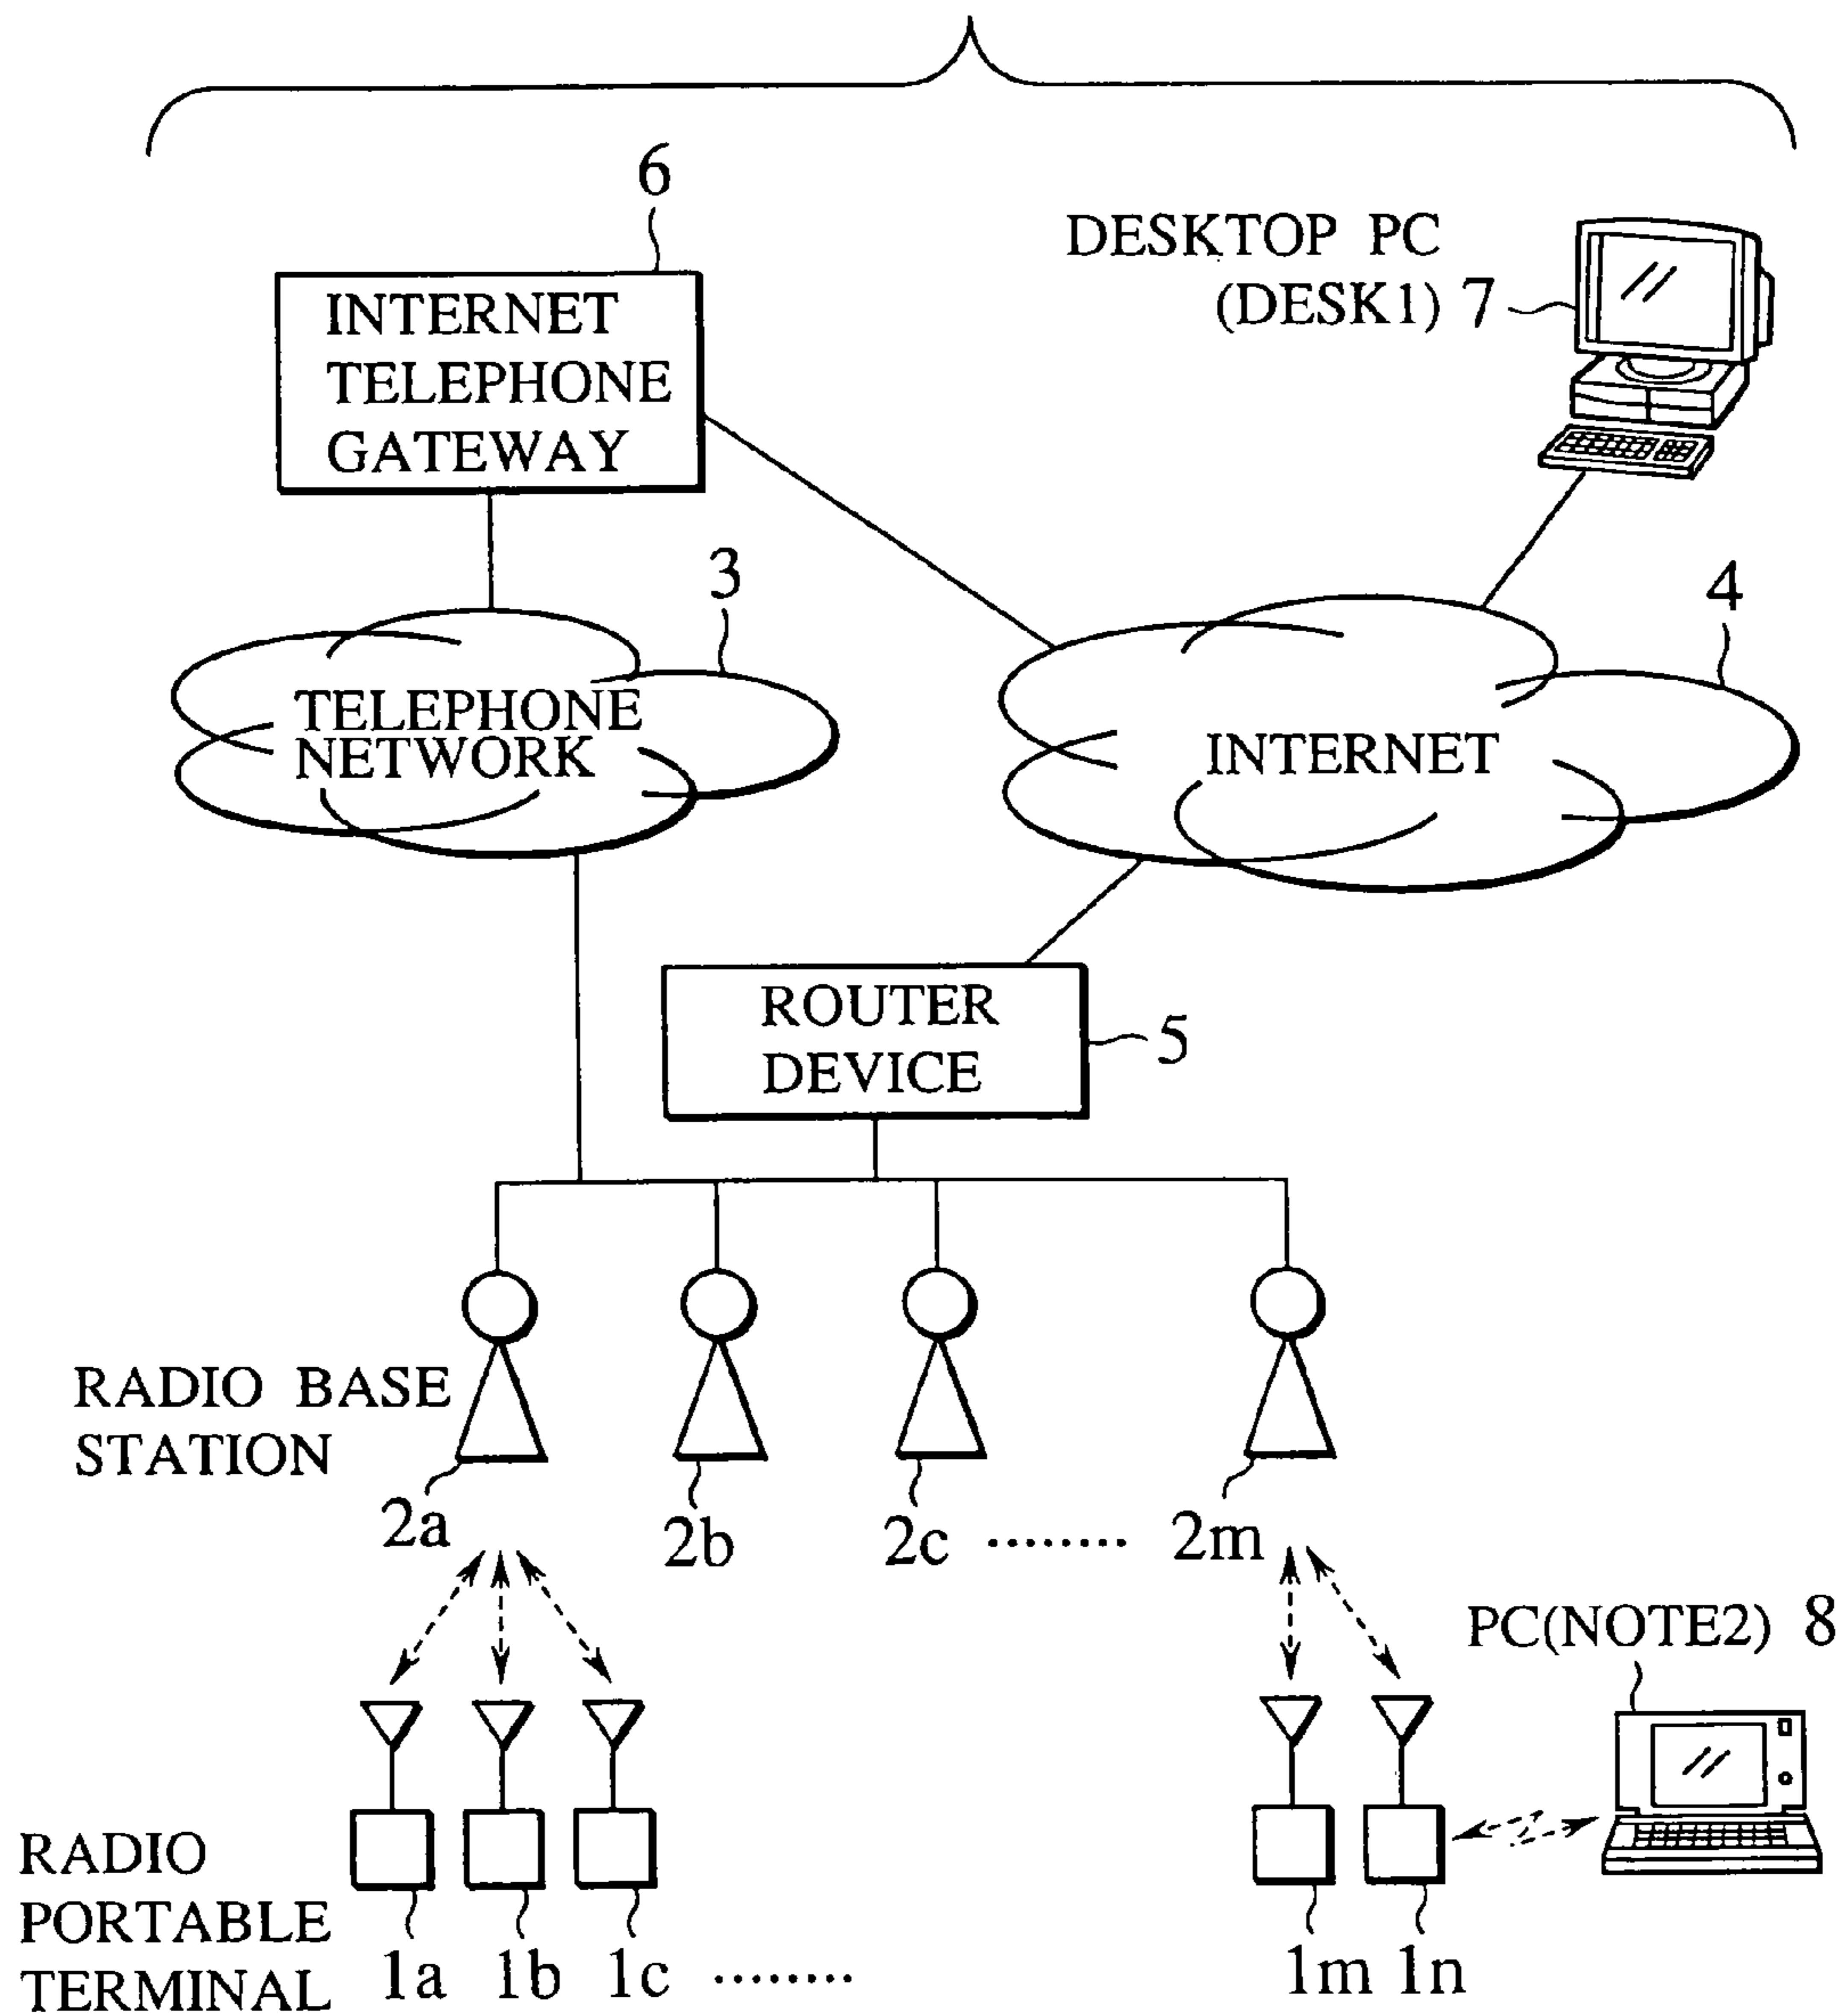 6
INTERNET
TELEPHONE
GATEWAY
DESKTOP PC
(DESK1) 7
3
4
TELEPHONE
NETWORK
INTERNET
ROUTER
DEVICE
5
RADIO BASE
STATION
2a
2b
2c ........ 2m
PC(NOTE2) 8
RADIO
PORTABLE
TERMINAL
1a 1b 1c ........ 1m 1n